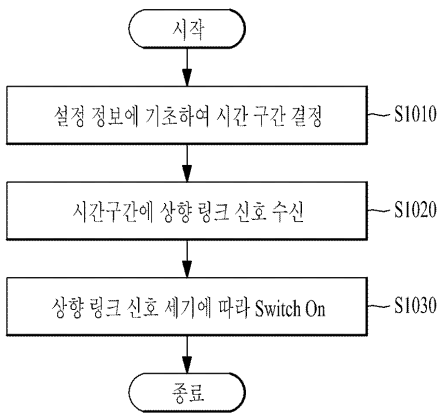 시작
설정 정보에 기초하여 시간 구간 결정
S1010
시간구간에 상향 링크 신호 수신
S1020
상향 링크 신호 세기에 따라 Switch On
S1030
종료